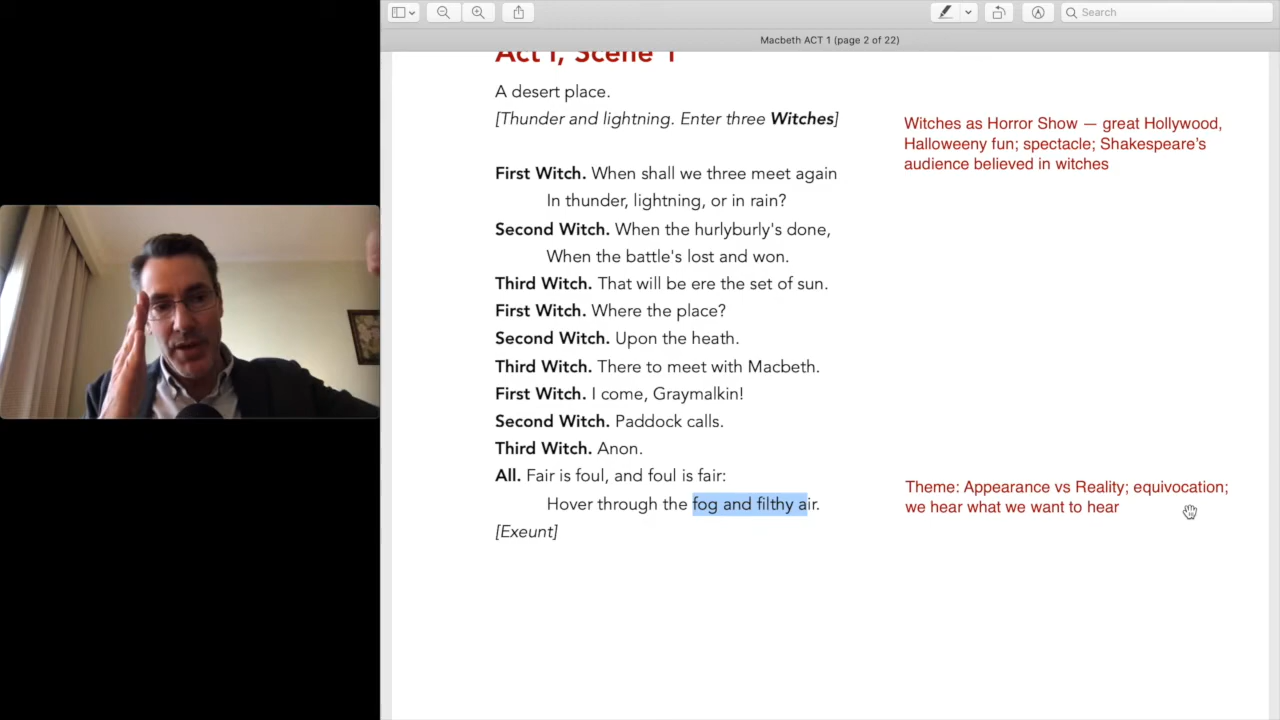 Search
Macbeth ACT 1 (page 2 of 22)
Act I, Scene 1
A desert place.
[Thunder and lightning. Enter three Witches]
Witches as Horror Show — great Hollywood,
Halloweeny fun; spectacle; Shakespeare's
audience believed in witches
First Witch. When shall we three meet again
In thunder, lightning, or in rain?
Second Witch. When the hurlyburly's done,
When the battle's lost and won.
Third Witch. That will be ere the set of sun.
First Witch. Where the place?
Second Witch. Upon the heath.
Third Witch. There to meet with Macbeth.
First Witch. I come, Graymalkin!
Second Witch. Paddock calls.
Third Witch. Anon.
All. Fair is foul, and foul is fair:
Hover through the fog and filthy air.
[Exeunt]
Theme: Appearance vs Reality; equivocation;
we hear what we want to hear